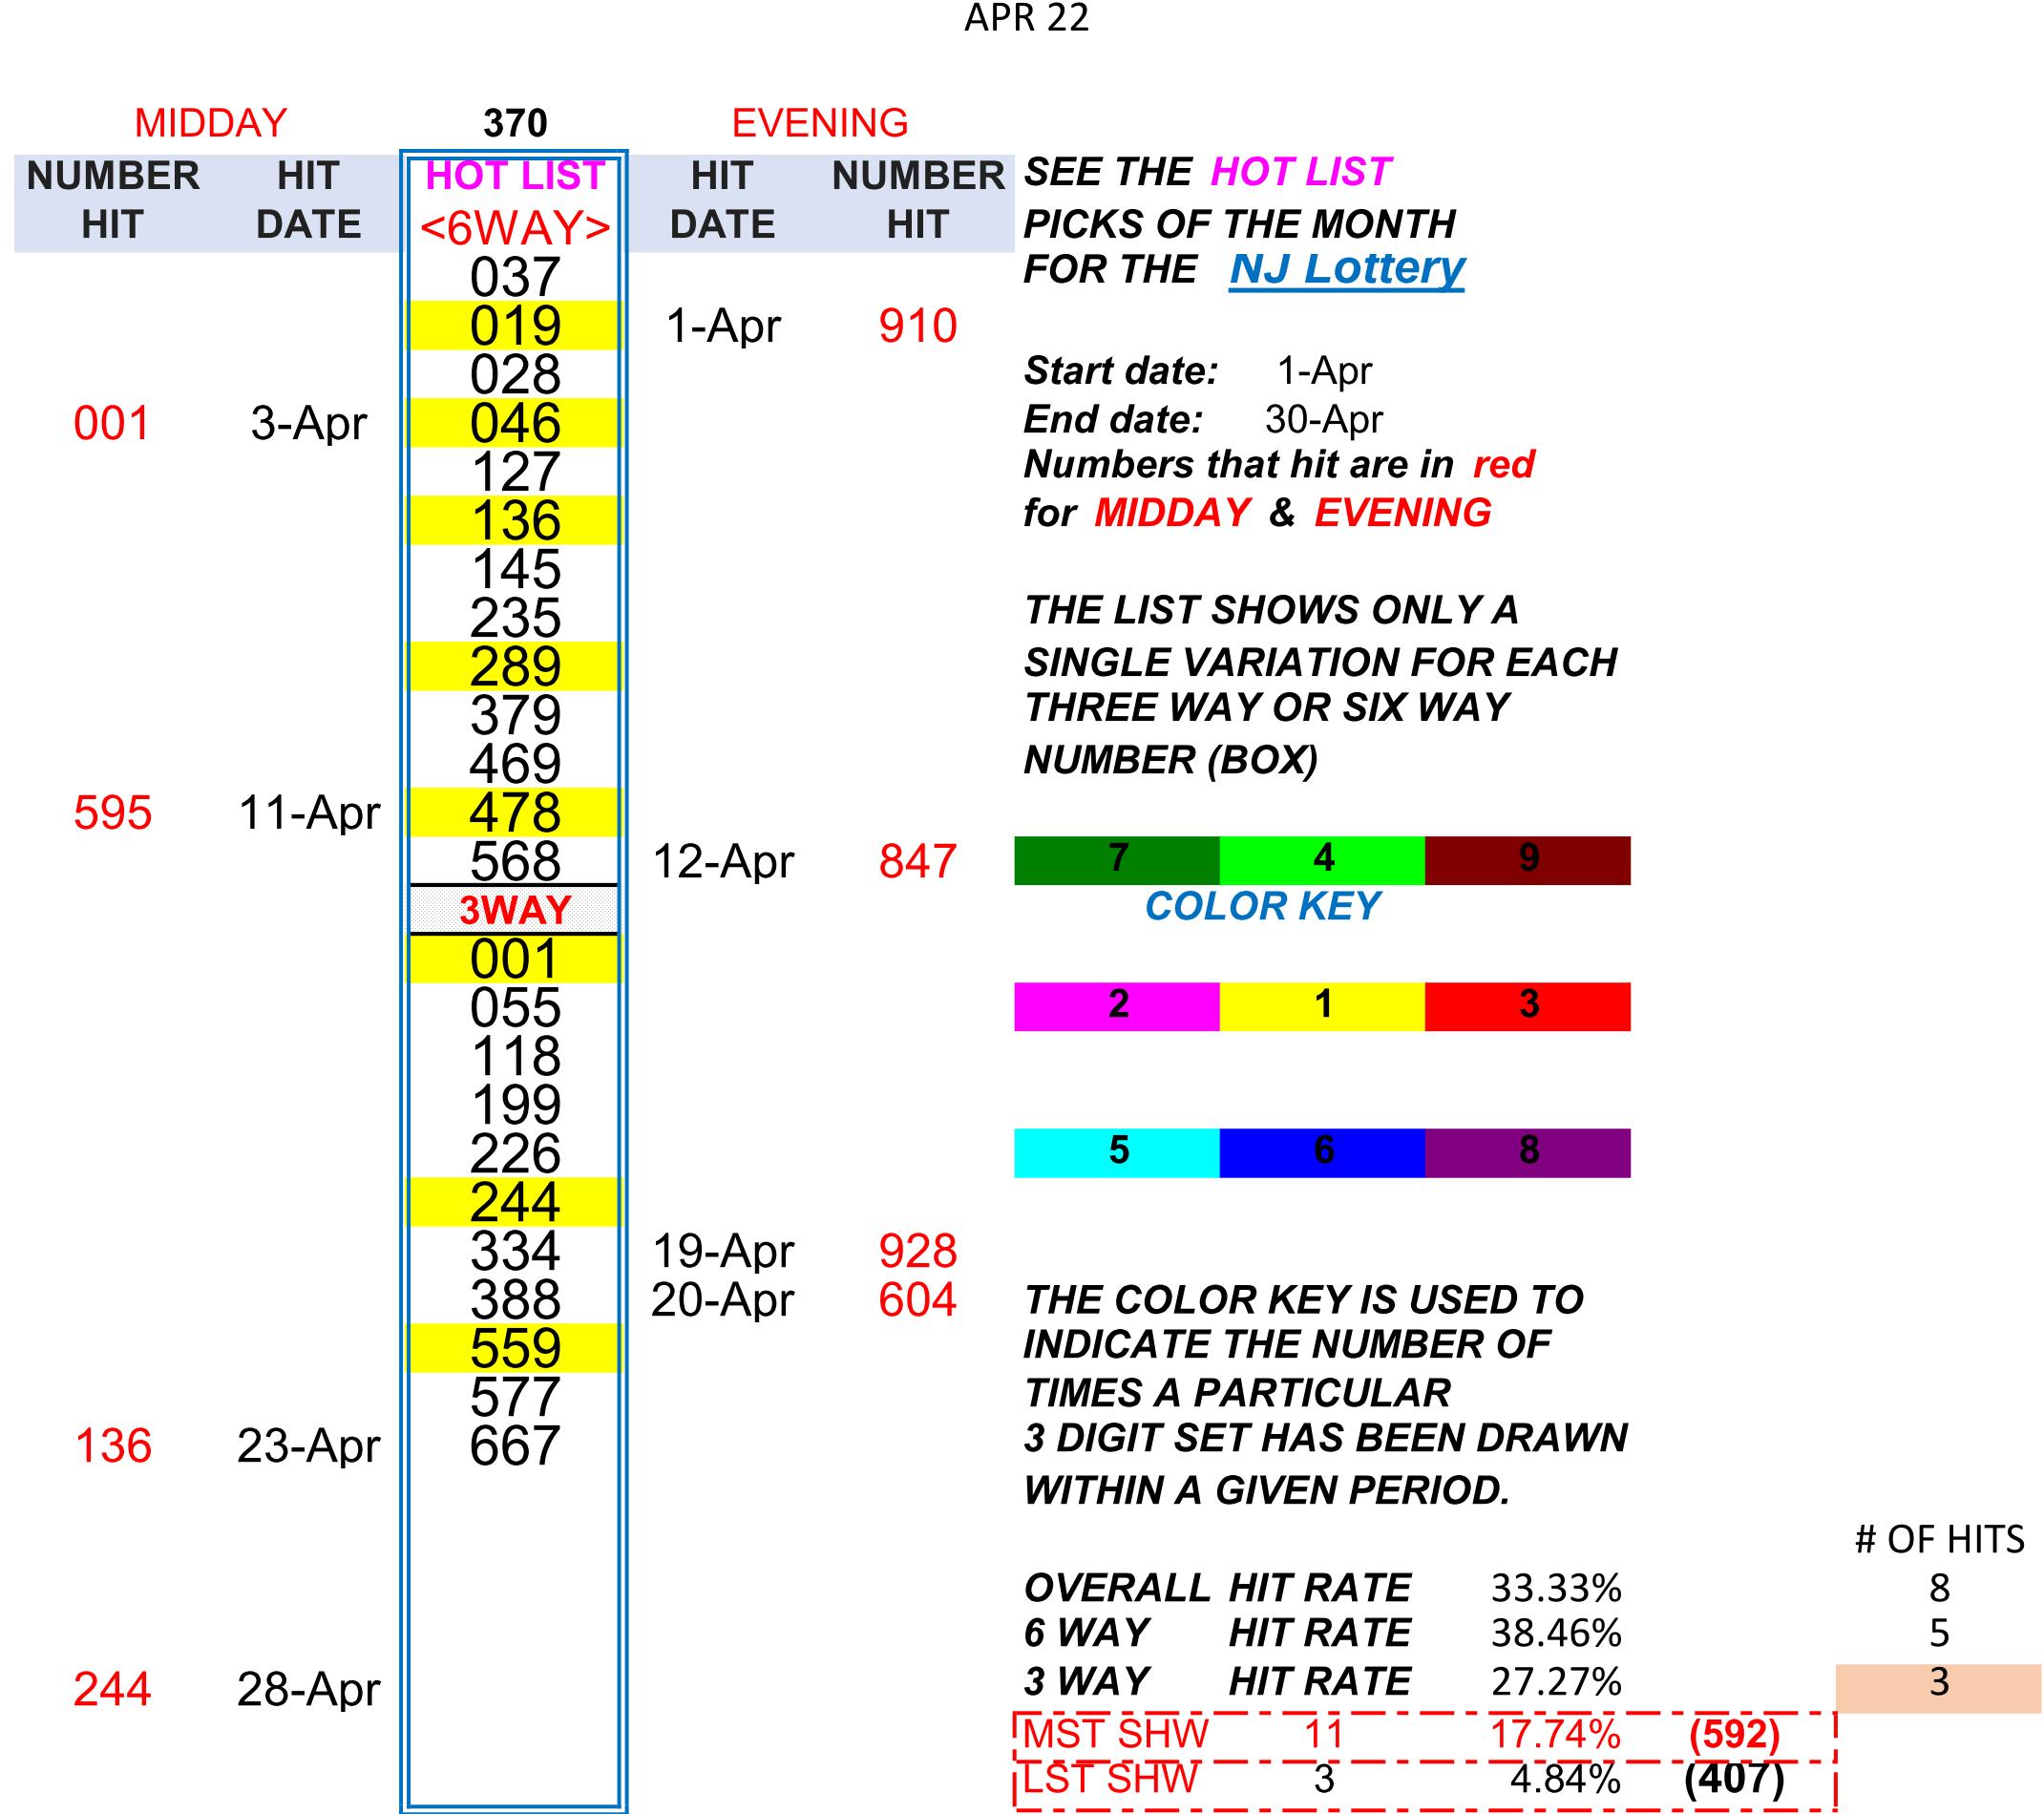 APR 22
MIDDAY 370 EVENING
NUMBER HIT HOT LIST HIT NUMBER SEE THE HOT LIST
HIT DATE <6WAY> DATE HIT PICKS OF THE MONTH
037 FOR THE NJ Lottery
019 1-Apr 910
028 Start date: 1-Apr
001 3-Apr 046 End date: 30-Apr
127 Numbers that hit are in red
136 for MIDDAY & EVENING
145
235 THE LIST SHOWS ONLY A
289 SINGLE VARIATION FOR EACH
379 THREE WAY OR SIX WAY
469 NUMBER (BOX)
595 11-Apr 478
568 12-Apr 847 7 4 9
3WAY COLOR KEY
001
055 2 1 3
118
199
226 5 6 8
244
334 19-Apr 928
388 20-Apr 604 THE COLOR KEY IS USED TO
559 INDICATE THE NUMBER OF
577 TIMES A PARTICULAR
136 23-Apr 667 3 DIGIT SET HAS BEEN DRAWN
WITHIN A GIVEN PERIOD.
# OF HITS
OVERALL HIT RATE 33.33% 8
6 WAY HIT RATE 38.46% 5
244 28-Apr 3 WAY HIT RATE 27.27% 3
MST SHW 11 17.74% (592)
LST SHW 3 4.84% (407)